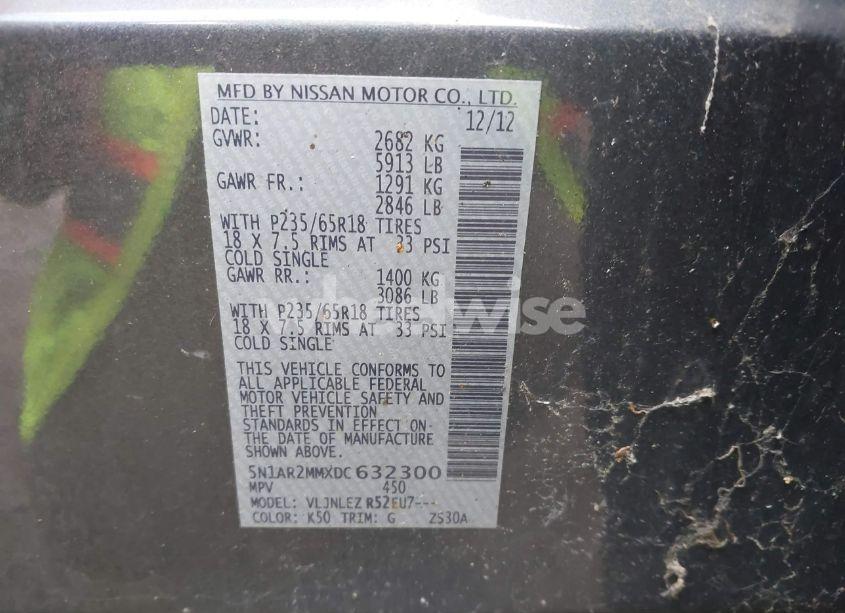 MFD BY NISSAN MOTOR CO., LTD.
DATE: 12/12
GVWR: 2682 KG
5913 LB
GAWR FR.: 1291 KG
2846 LB
WITH P235/65R18 TIRES
18 X 7.5 RIMS AT 33 PSI
COLD SINGLE
GAWR RR.: 1400 KG
3086 LB
WITH P235/65R18 TIRES
18 X 7.5 RIMS AT 33 PSI
COLD SINGLE
THIS VEHICLE CONFORMS TO
ALL APPLICABLE FEDERAL
MOTOR VEHICLE SAFETY AND
THEFT PREVENTION
STANDARDS IN EFFECT ON
THE DATE OF MANUFACTURE
SHOWN ABOVE.
5N1AR2MMXDC632300
MPV 450
MODEL: VLJNLEZ R52EU7---
COLOR: K50 TRIM: G ZS30A